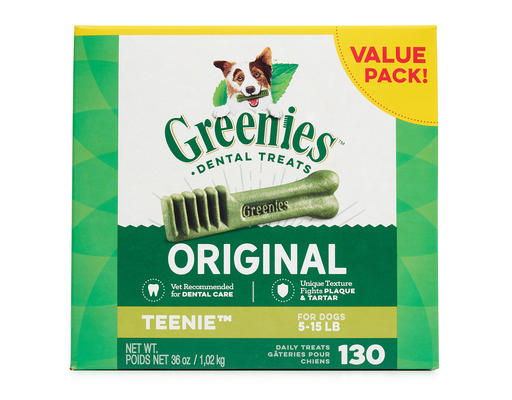 VALUE
PACK!
Greenies™
DENTAL TREATS
Greenies
ORIGINAL
Vet Recommended
for DENTAL CARE
Unique Texture
Fights PLAQUE
& TARTAR
TEENIE™
FOR DOGS
5-15 LB
NET WT.
POIDS NET 36 oz / 1,02 kg
DAILY TREATS
GÂTERIES POUR
CHIENS
130